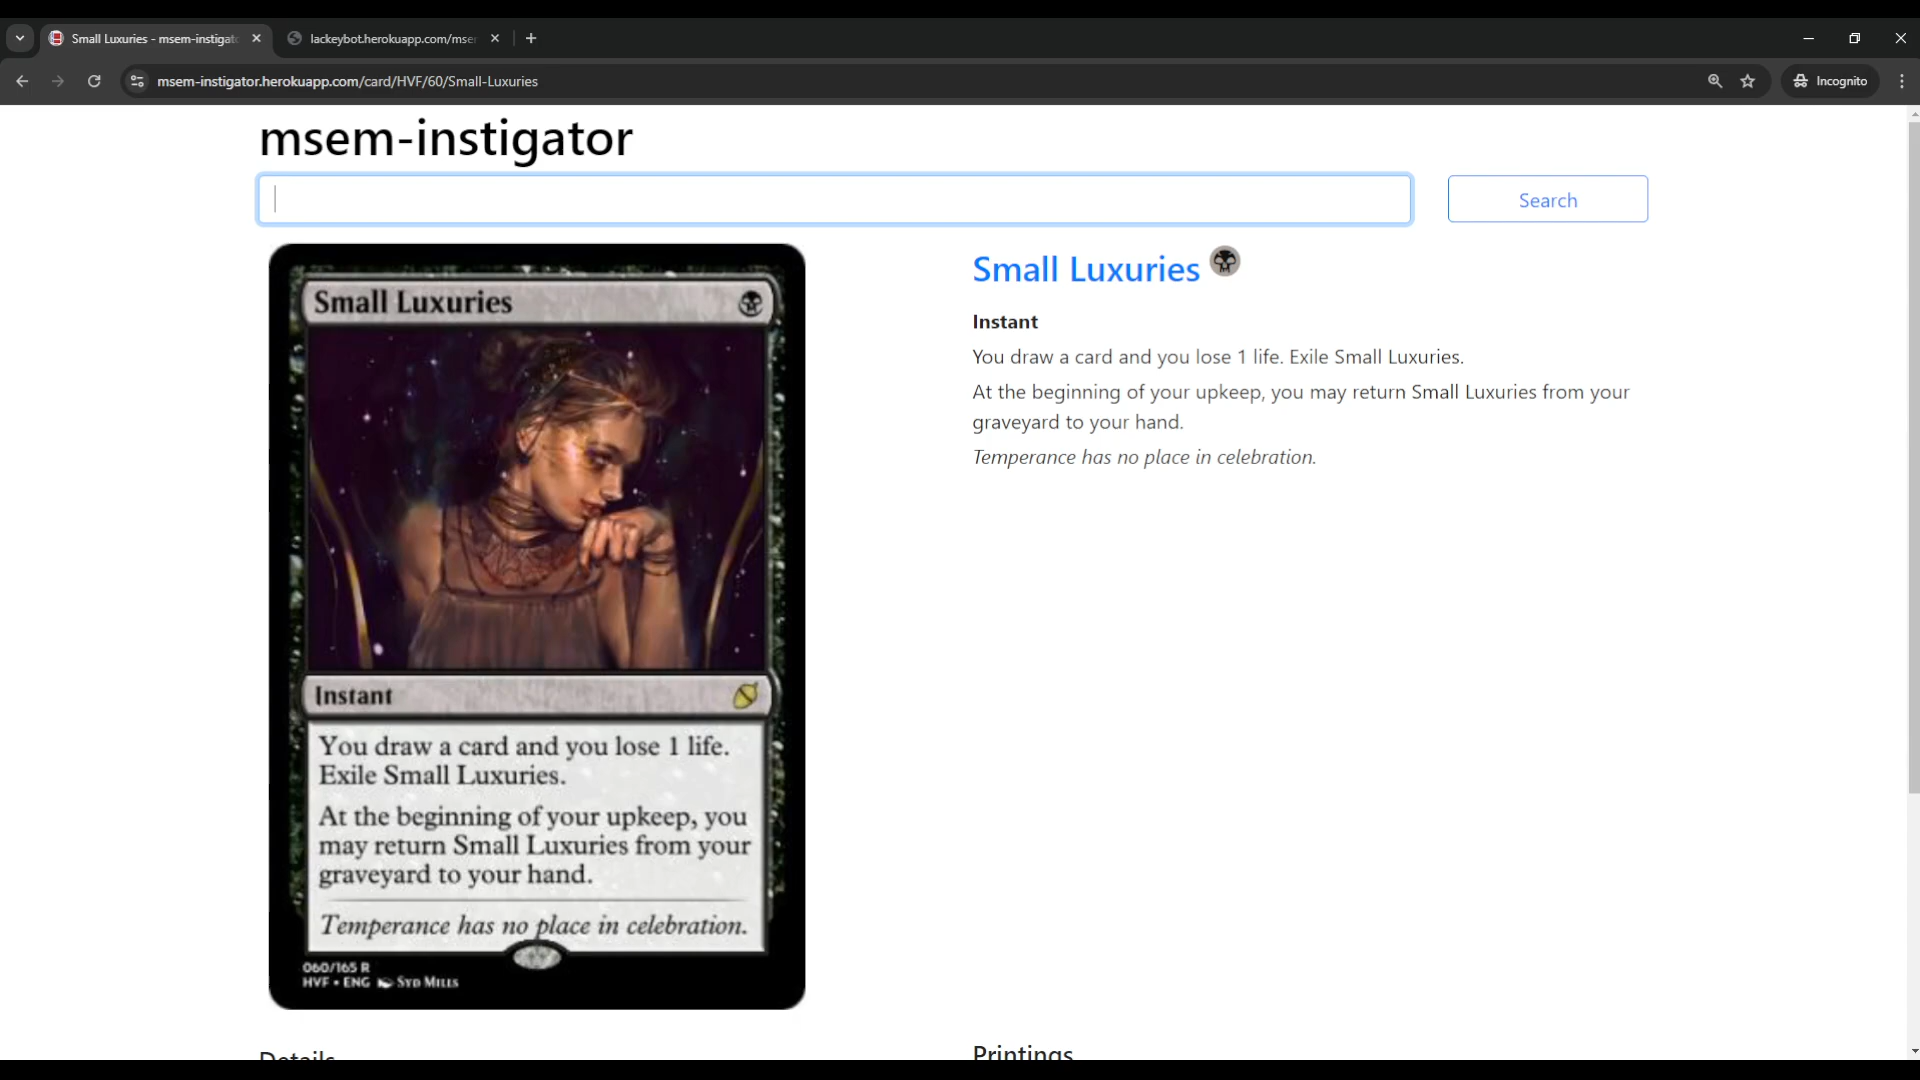 Small Luxuries - msem-instigat
lackeybot.herokuapp.com/mse
msem-instigator.herokuapp.com/card/HVF/60/Small-Luxuries
Incognito
msem-instigator
Search
Small Luxuries
Instant
You draw a card and you lose 1 life.
Exile Small Luxuries.
At the beginning of your upkeep, you
may return Small Luxuries from your
graveyard to your hand.
Temperance has no place in celebration.
060/165 R
HVF • ENG SYD MILLS
Small Luxuries
Instant
You draw a card and you lose 1 life. Exile Small Luxuries.
At the beginning of your upkeep, you may return Small Luxuries from your
graveyard to your hand.
Temperance has no place in celebration.
Details
Printings